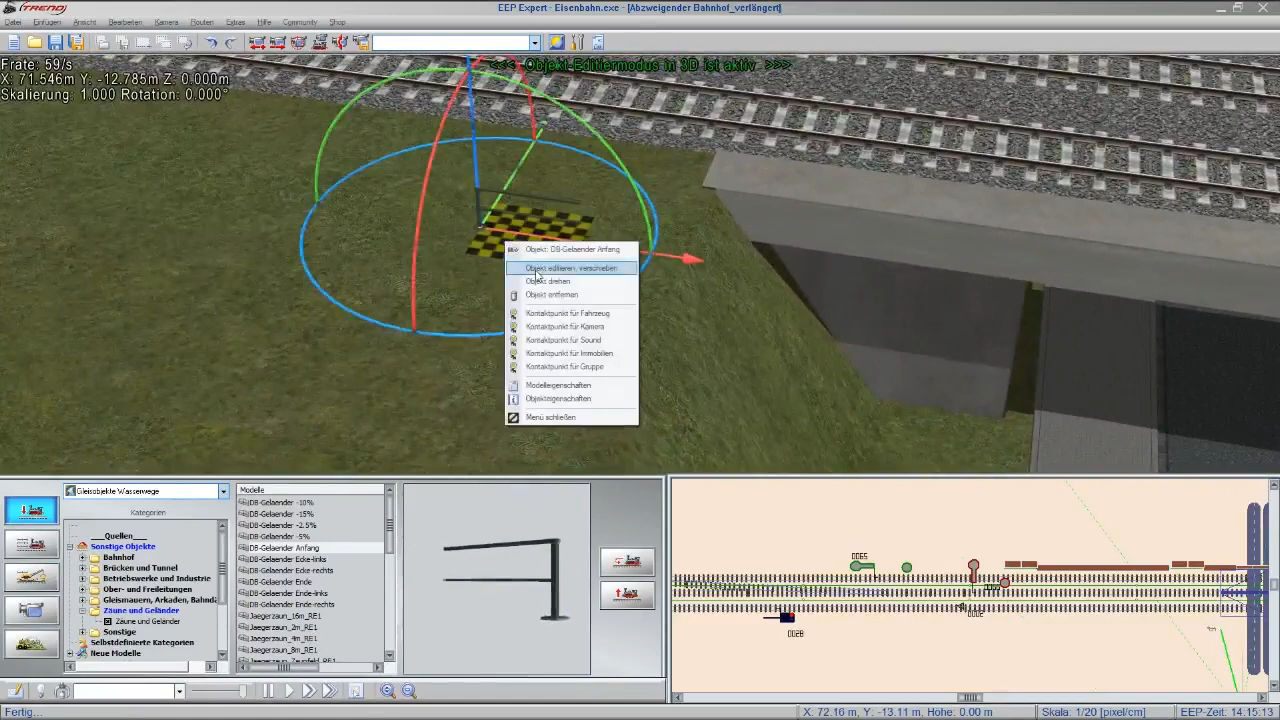 TREND
EEP Expert - Eisenbahn.exe - [Abzweigender Bahnhof_verlängert]
Datei Einfügen Ansicht Bearbeiten Kamera Routen Extras Hilfe Community Shop
Frate: 59/s
<<< Objekt-Editiermodus in 3D ist aktiv >>>
X: 71.546m Y: -12.785m Z: 0.000m
Skalierung: 1.000 Rotation: 0.000°
Objekt: DB-Gelaender Anfang
Objekt editieren, verschieben
Objekt drehen
Objekt entfernen
Kontaktpunkt für Fahrzeug
Kontaktpunkt für Kamera
Kontaktpunkt für Sound
Kontaktpunkt für Immobilien
Kontaktpunkt für Gruppe
Modelleigenschaften
Objekteigenschaften
Menü schließen
Gleisobjekte Wasserwege
Kategorien
__Quellen__
Sonstige Objekte
Bahnhof
Brücken und Tunnel
Betriebswerke und Industrie
Ober- und Freileitungen
Gleismauern, Arkaden, Bahndä
Zäune und Geländer
Zäune und Geländer
Sonstige
Selbstdefinierte Kategorien
Neue Modelle
Modelle
DB-Gelaender -10%
DB-Gelaender -15%
DB-Gelaender -2.5%
DB-Gelaender -5%
DB-Gelaender Anfang
DB-Gelaender Ecke-links
DB-Gelaender Ecke-rechts
DB-Gelaender Ende
DB-Gelaender Ende-links
DB-Gelaender Ende-rechts
Jaegerzaun_16m_RE1
Jaegerzaun_2m_RE1
Jaegerzaun_4m_RE1
Jaegerzaun_8m_RE1
Jaegerzaun_Zaunfeld_RE1
0065
0002
0028
Fertig...
X: 72.16 m, Y: -13.11 m, Höhe: 0.00 m
Skala: 1/20 [pixel/cm]
EEP-Zeit: 14:15:13